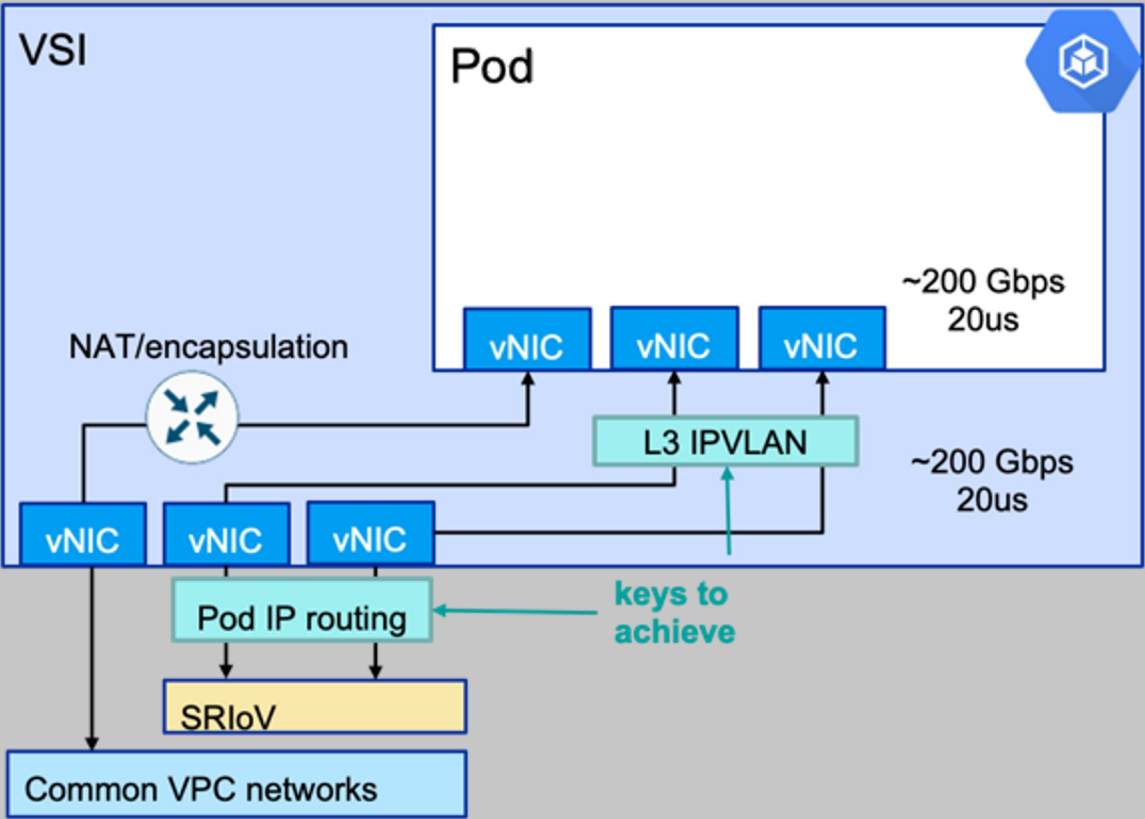 VSI
Pod
~200 Gbps
20us
vNIC
vNIC
vNIC
NAT/encapsulation
L3 IPVLAN
~200 Gbps
20us
vNIC
vNIC
vNIC
keys to
achieve
Pod IP routing
SRIoV
Common VPC networks